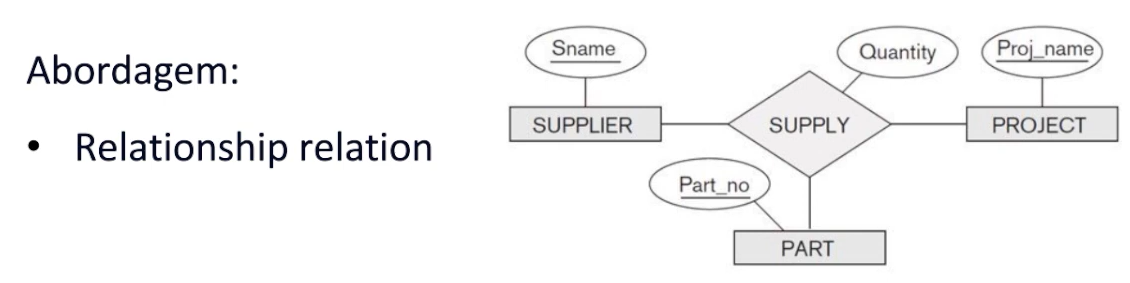 Abordagem:
• Relationship relation
Sname
Quantity
Proj_name
SUPPLIER
SUPPLY
PROJECT
Part_no
PART